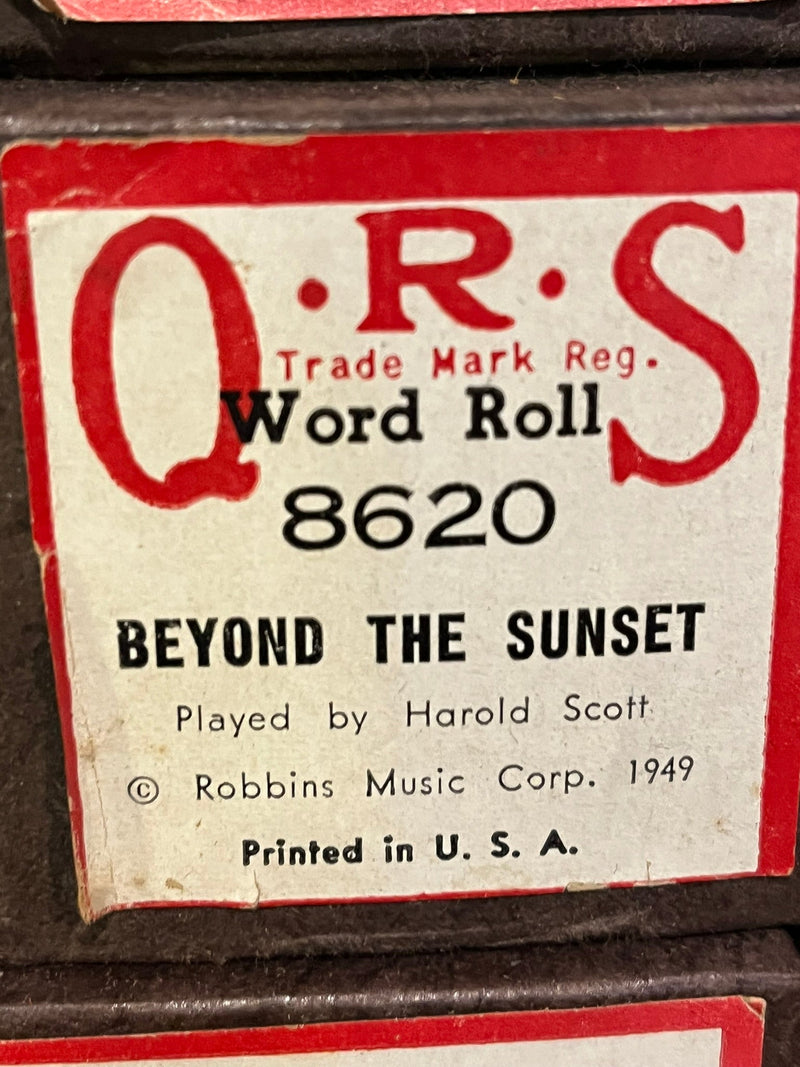 Q·R·S
Trade Mark Reg.
Word Roll
8620
BEYOND THE SUNSET
Played by Harold Scott
© Robbins Music Corp. 1949
Printed in U. S. A.